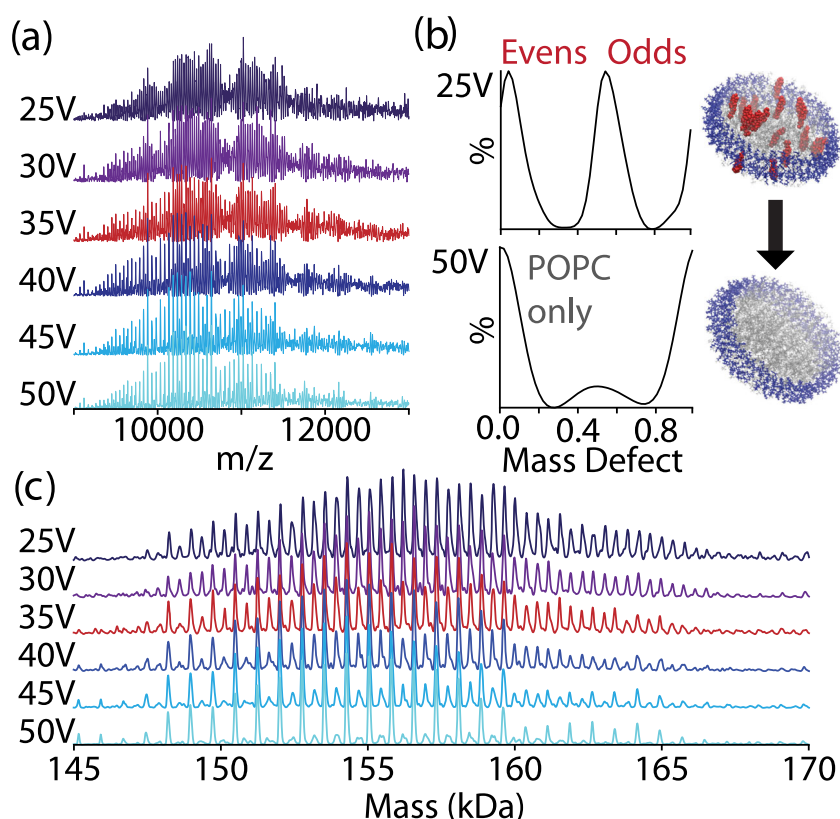 (a)
25V
30V
35V
40V
45V
50V
10000 12000
m/z
(b)
Evens Odds
25V
%
50V
POPC
only
%
0.0 0.4 0.8
Mass Defect
(c)
25V
30V
35V
40V
45V
50V
145 150 155 160 165 170
Mass (kDa)